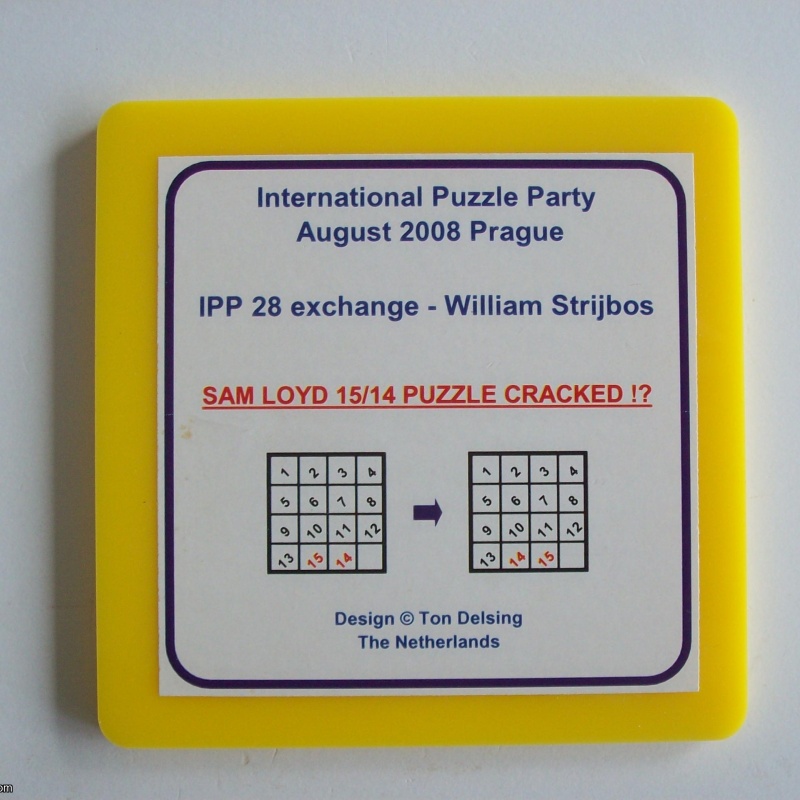 International Puzzle Party
August 2008 Prague
IPP 28 exchange - William Strijbos
SAM LOYD 15/14 PUZZLE CRACKED !?
1 2 3 4
5 6 7 8
9 10 11 12
13 15 14
1 2 3 4
5 6 7 8
9 10 11 12
13 14 15
Design © Ton Delsing
The Netherlands
om